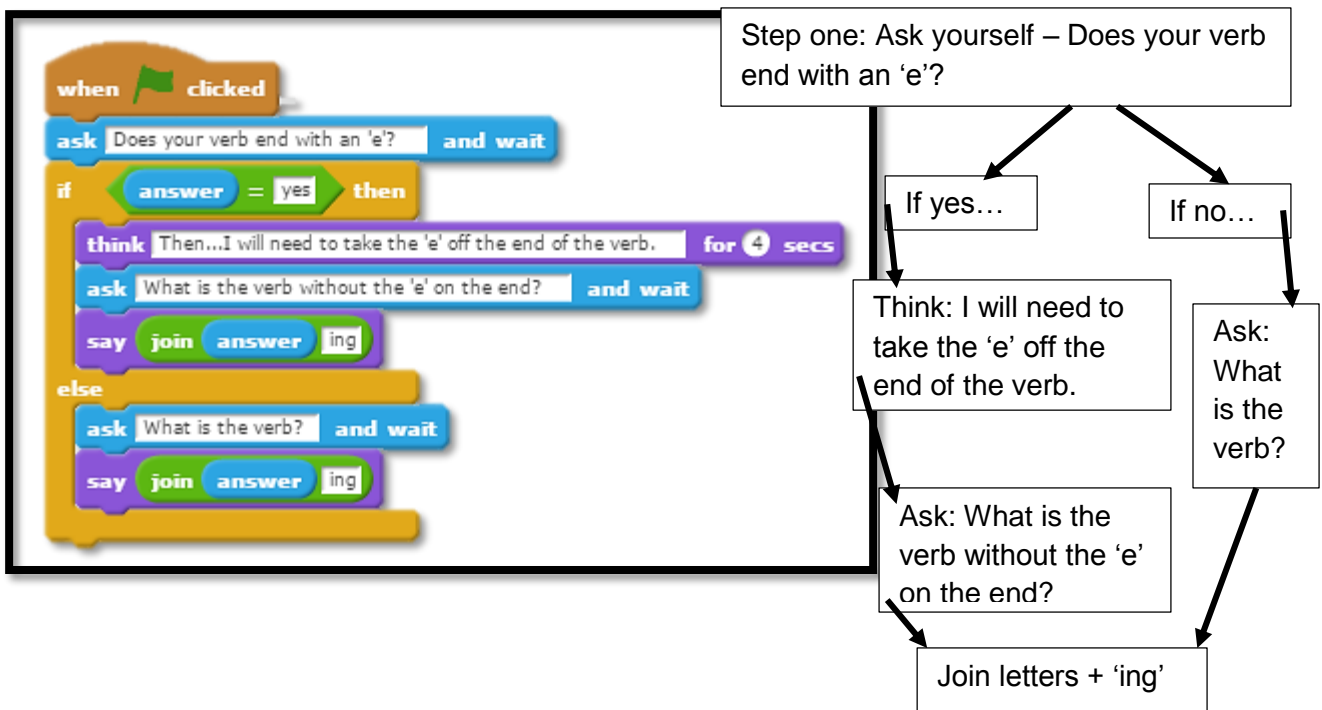 when clicked
ask Does your verb end with an 'e'? and wait
if answer = yes then
think Then...I will need to take the 'e' off the end of the verb. for 4 secs
ask What is the verb without the 'e' on the end? and wait
say join answer ing
else
ask What is the verb? and wait
say join answer ing
Step one: Ask yourself – Does your verb
end with an ‘e’?
If yes…
If no…
Think: I will need to
take the ‘e’ off the
end of the verb.
Ask:
What
is the
verb?
Ask: What is the
verb without the ‘e’
on the end?
Join letters + ‘ing’